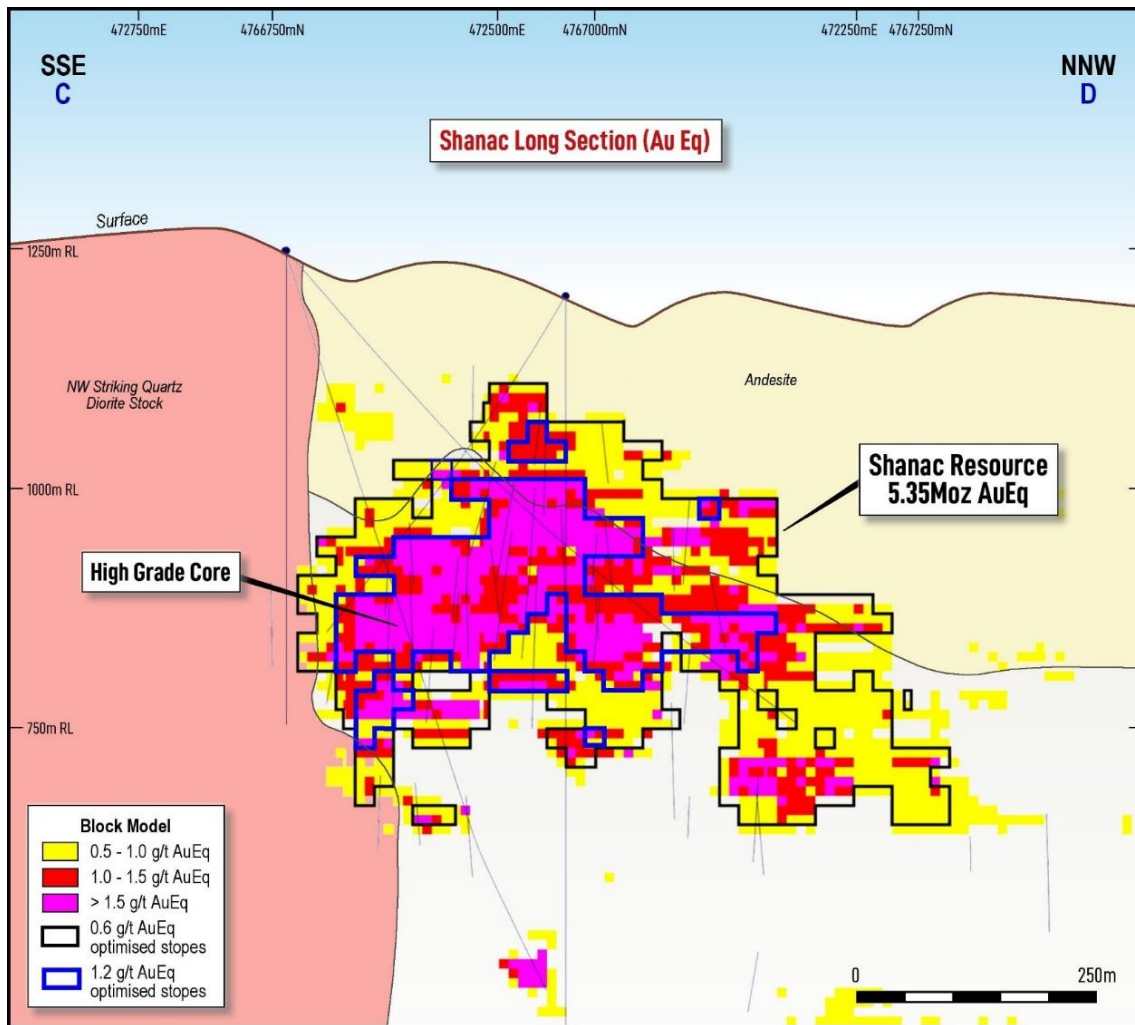 472750mE
4766750mN
472500mE
4767000mN
472250mE
4767250mN
SSE
C
NNW
D
Shanac Long Section (Au Eq)
Surface
1250m RL
NW Striking Quartz
Diorite Stock
Andesite
Shanac Resource
5.35Moz AuEq
1000m RL
High Grade Core
750m RL
Block Model
0.5 - 1.0 g/t AuEq
1.0 - 1.5 g/t AuEq
> 1.5 g/t AuEq
0.6 g/t AuEq
optimised stopes
1.2 g/t AuEq
optimised stopes
0
250m